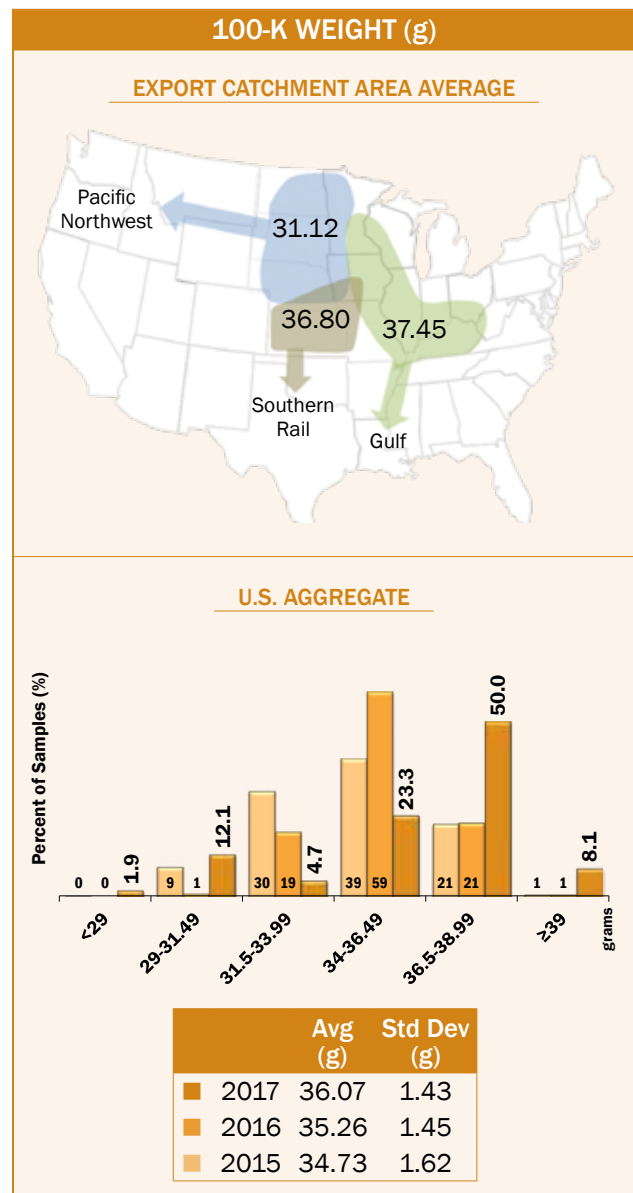 100-K WEIGHT (g)
EXPORT CATCHMENT AREA AVERAGE
Pacific
Northwest
31.12
36.80
37.45
Southern
Rail
Gulf
U.S. AGGREGATE
Percent of Samples (%)
0 0 1.9
9 1 12.1
30 19 4.7
39 59 23.3
21 21 50.0
1 1 8.1
<29
29-31.49
31.5-33.99
34-36.49
36.5-38.99
≥39
grams
Avg Std Dev
(g) (g)
2017 36.07 1.43
2016 35.26 1.45
2015 34.73 1.62